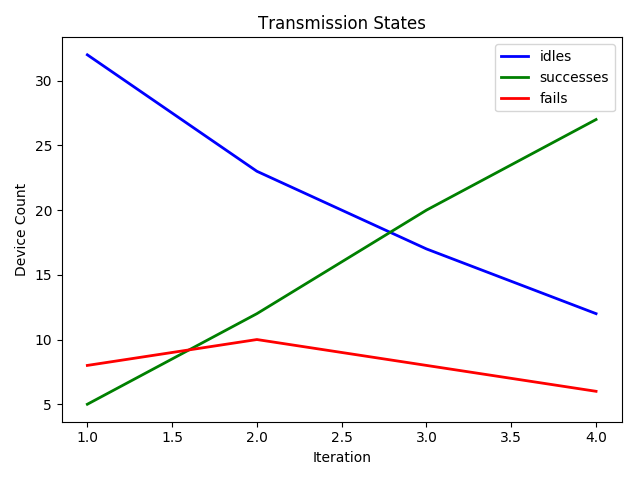 Transmission States
idles
successes
fails
Device Count
30
25
20
15
10
5
1.0 1.5 2.0 2.5 3.0 3.5 4.0
Iteration